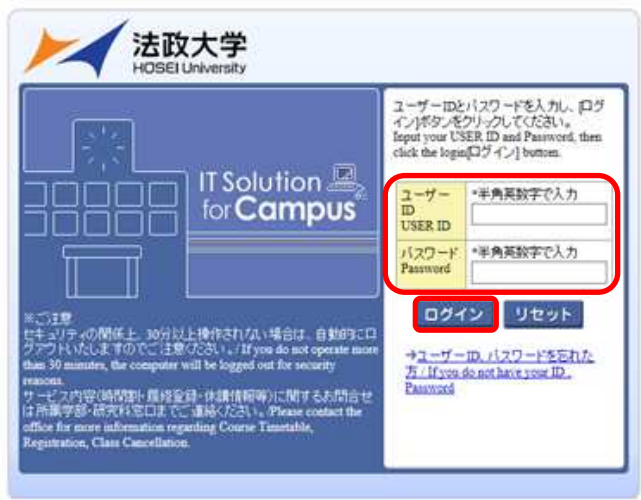 法政大学
HOSEI University
ユーザーIDとパスワードを入力し、[ログ
イン]ボタンをクリックしてください。
Input your USER ID and Password, then
click the login[ログイン] buttom.
IT Solution
for Campus
ユーザー
ID
USER ID
*半角英数字で入力
パスワード
Password
*半角英数字で入力
ログイン
リセット
→ユーザーID、パスワードを忘れた
方 / If you do not have your ID ,
Password
※ご注意
セキュリティの関係上、30分以上操作されない場合は、自動的にロ
グアウトいたしますのでご注意ください。/ If you do not operate more
than 30 minutes, the computer will be logged out for security
reasons.
サービス内容(時間割・履修登録・休講情報等)に関するお問合せ
は所属学部・研究科窓口までご連絡ください。/Please contact the
office for more information regarding Course Timetable,
Registration, Class Cancellation.